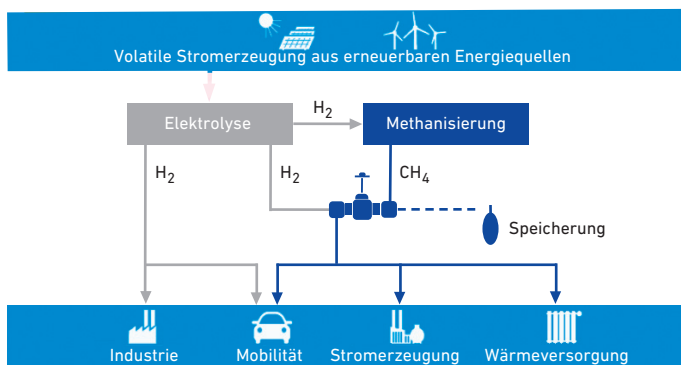 Volatile Stromerzeugung aus erneuerbaren Energiequellen
Elektrolyse
H2
Methanisierung
H2
H2
CH4
Speicherung
Industrie
Mobilität
Stromerzeugung
Wärmeversorgung